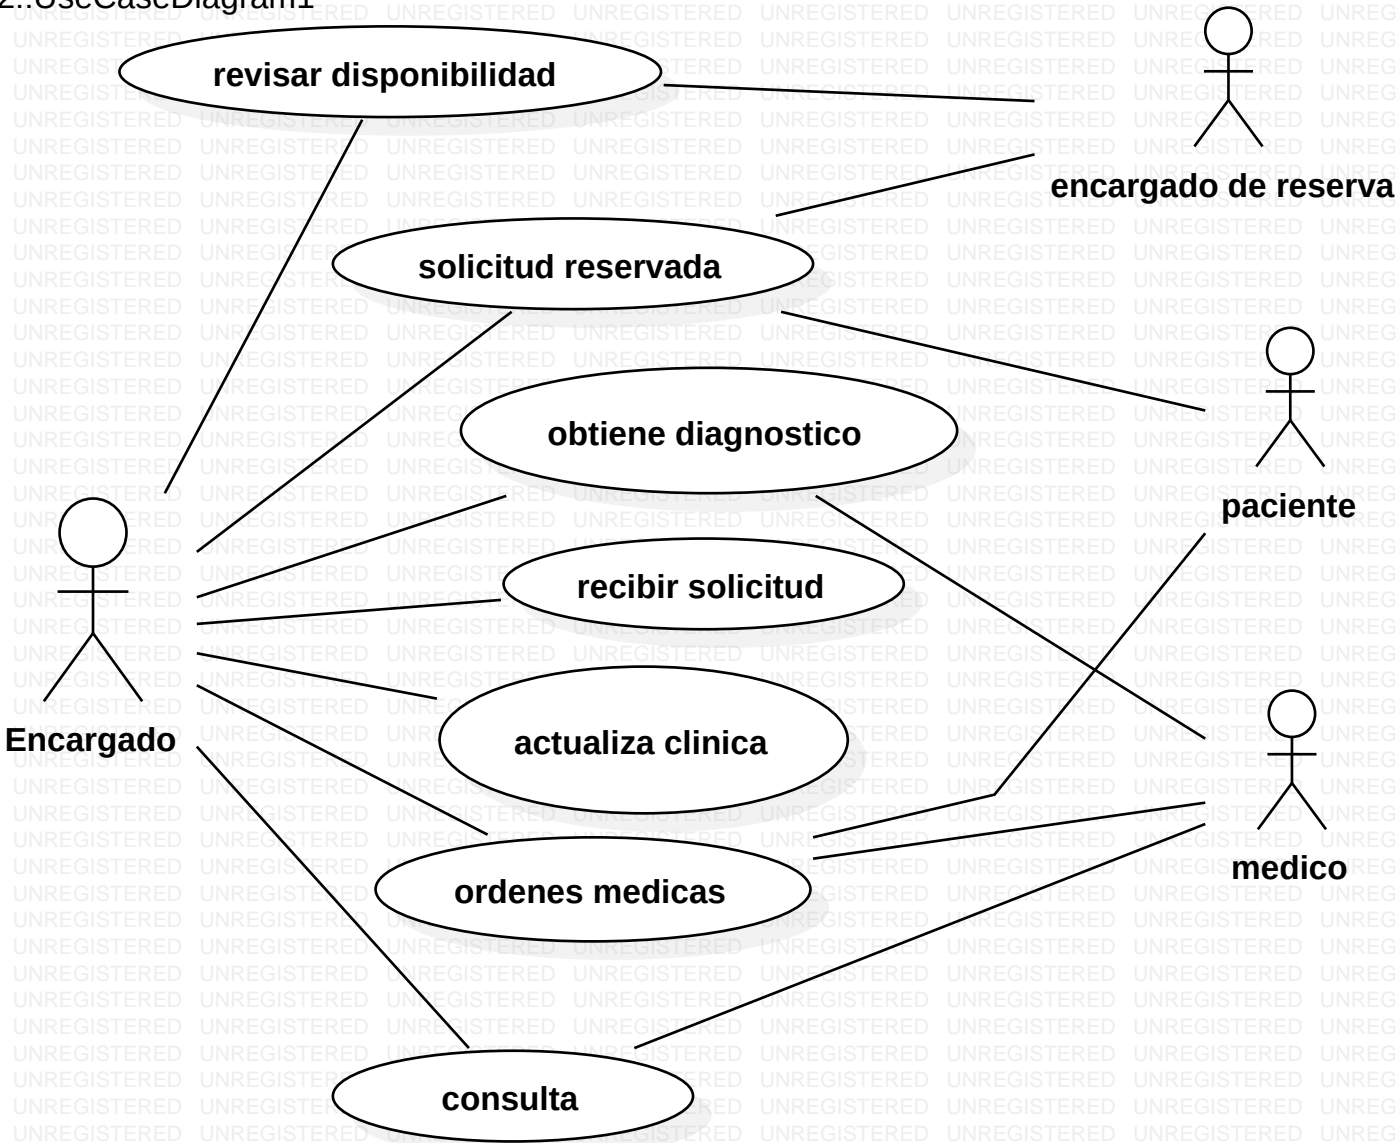 ::UseCaseDiagram1
revisar disponibilidad
encargado de reserva
solicitud reservada
obtiene diagnostico
paciente
recibir solicitud
Encargado
actualiza clinica
medico
ordenes medicas
consulta
UNREGISTERED